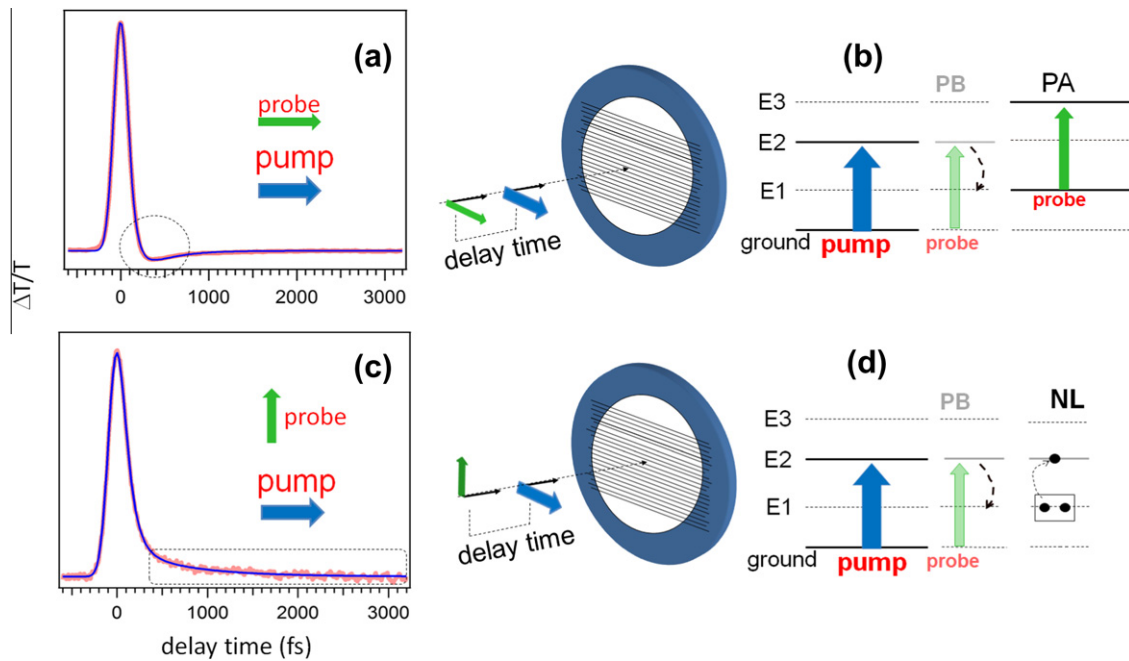 (a)
probe
pump
0
1000
2000
3000
ΔT/T
delay time
(b)
PB
PA
E3
E2
E1
ground
pump
probe
probe
(c)
probe
pump
0
1000
2000
3000
delay time (fs)
delay time
(d)
PB
NL
E3
E2
E1
ground
pump
probe